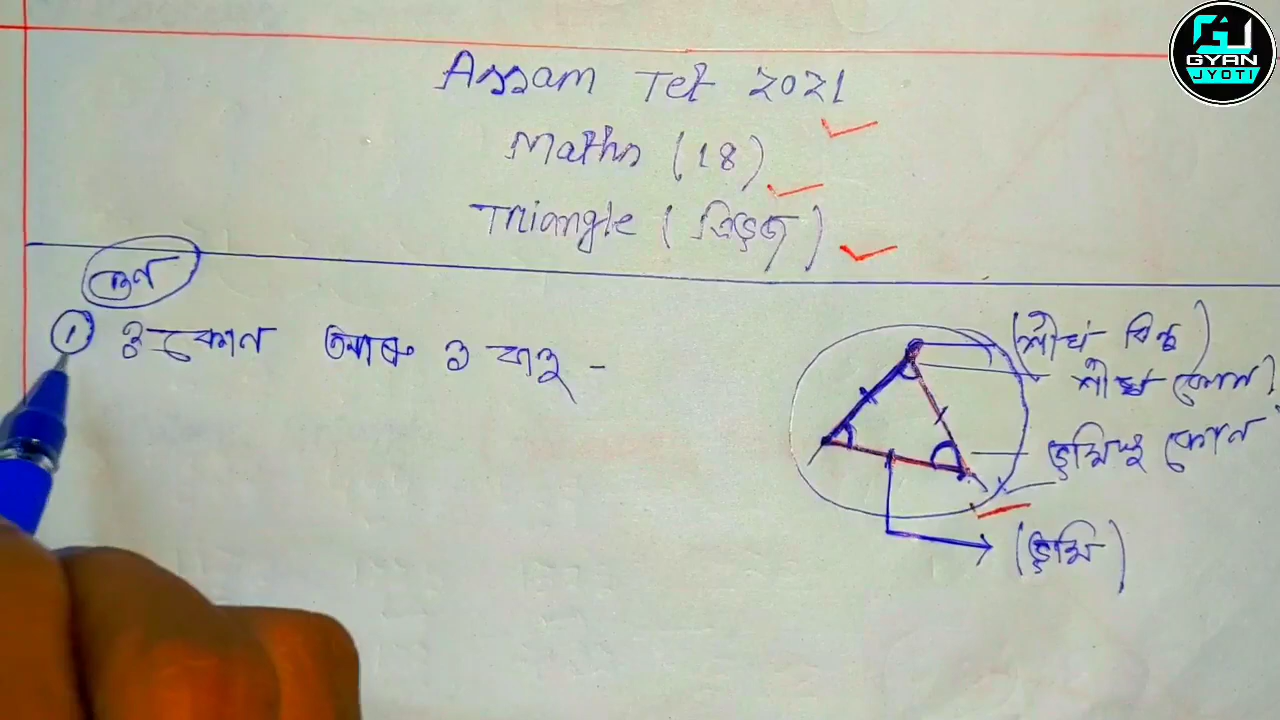 Assam Tet 2021
Maths (18)
Triangle (ত্রিভুজ)
গুণ
① ৩ কোণ আৰু ৩ বাহু -
(শীৰ্ষ বিন্দু)
শীৰ্ষ কোণ
ভূমিস্থ কোণ
(ভূমি)
GYAN
JYOTI